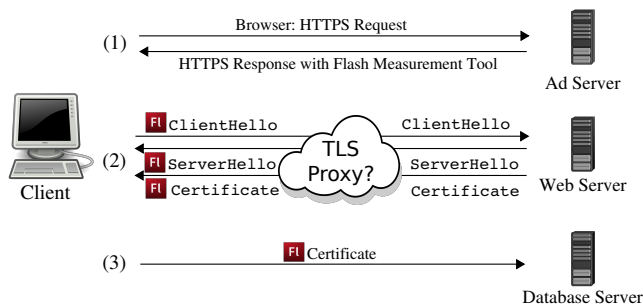 Browser: HTTPS Request
(1)
HTTPS Response with Flash Measurement Tool
Ad Server
Fl ClientHello
ClientHello
TLS
Proxy?
(2)
Fl ServerHello
ServerHello
Fl Certificate
Certificate
Client
Web Server
(3)
Fl Certificate
Database Server